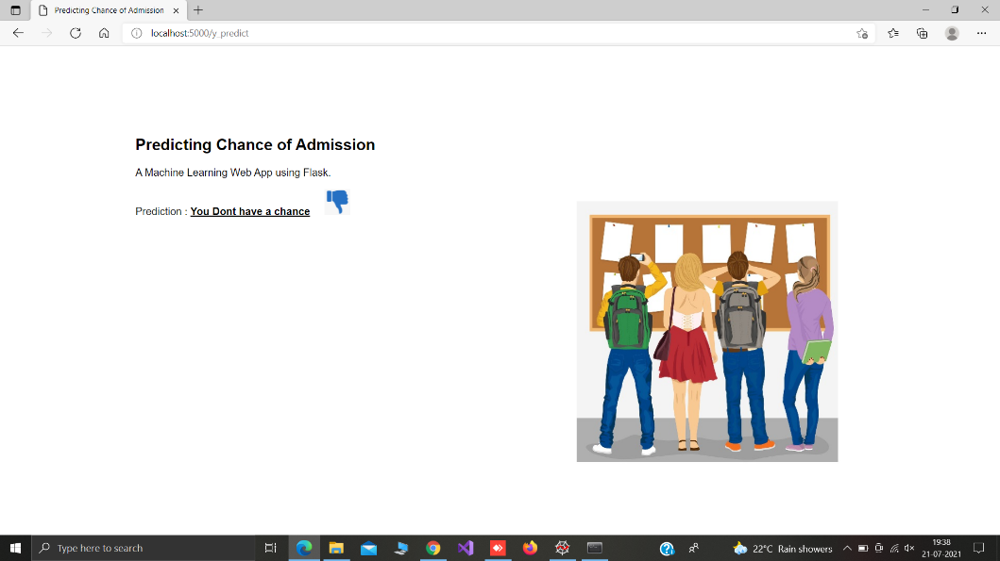 Predicting Chance of Admission
localhost:5000/y_predict
Predicting Chance of Admission
A Machine Learning Web App using Flask.
Prediction : You Dont have a chance
Type here to search
22°C Rain showers
19:38
21-07-2021